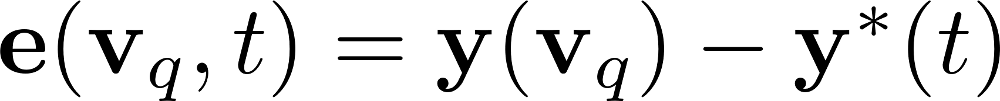 e(v_q, t) = y(v_q) − y* (t)